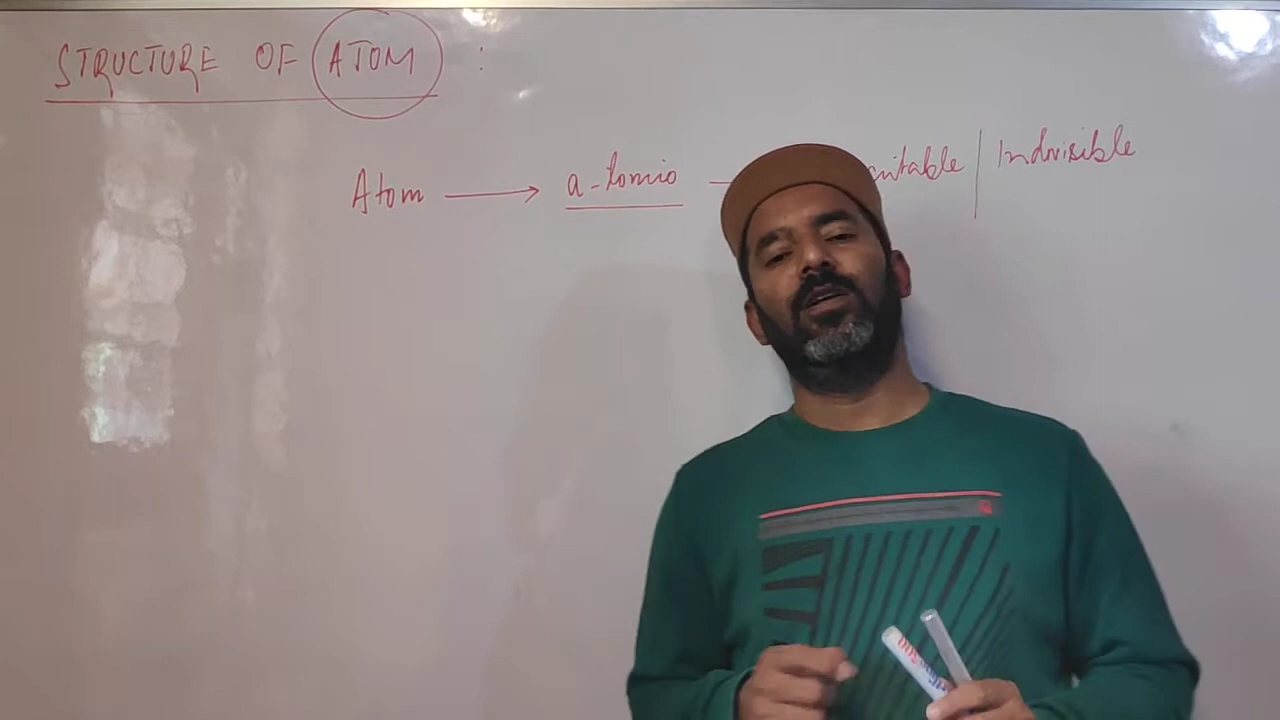 STRUCTURE OF ATOM :
Atom → a-tomio — uitable | Indivisible